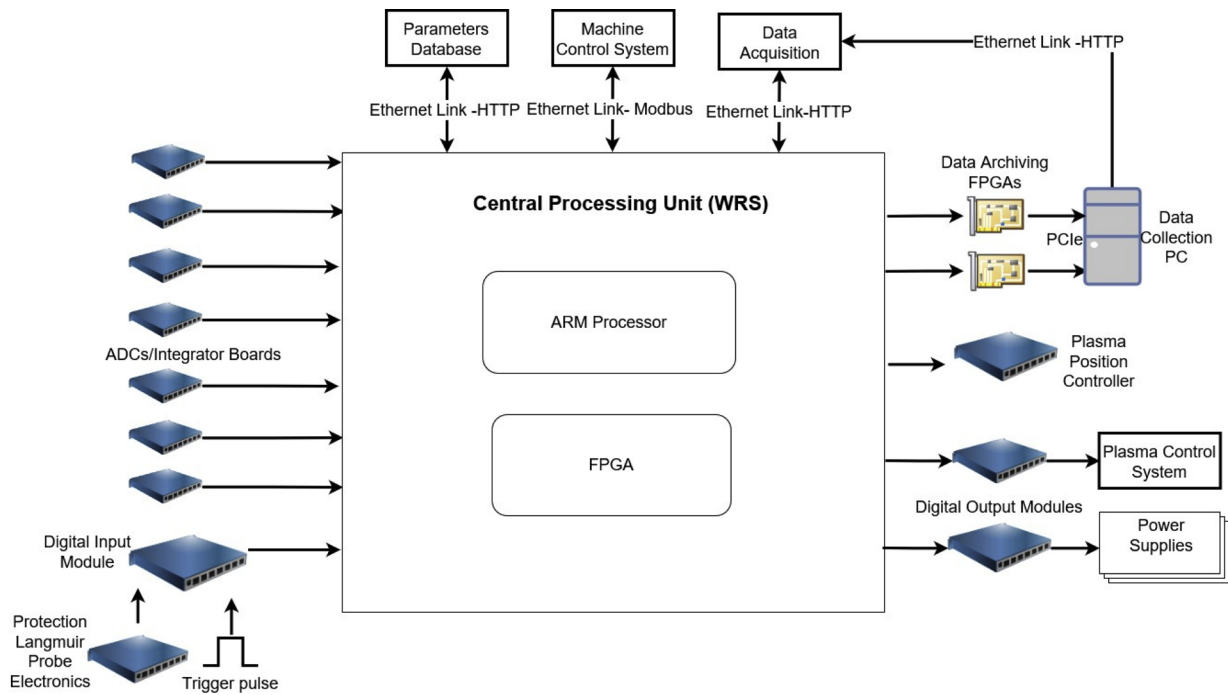 Parameters
Database
Machine
Control System
Data
Acquisition
Ethernet Link -HTTP
Ethernet Link -HTTP
Ethernet Link- Modbus
Ethernet Link-HTTP
Central Processing Unit (WRS)
ARM Processor
FPGA
ADCs/Integrator Boards
Digital Input
Module
Protection
Langmuir
Probe
Electronics
Trigger pulse
Data Archiving
FPGAs
PCIe
Data
Collection
PC
Plasma
Position
Controller
Plasma Control
System
Digital Output Modules
Power
Supplies